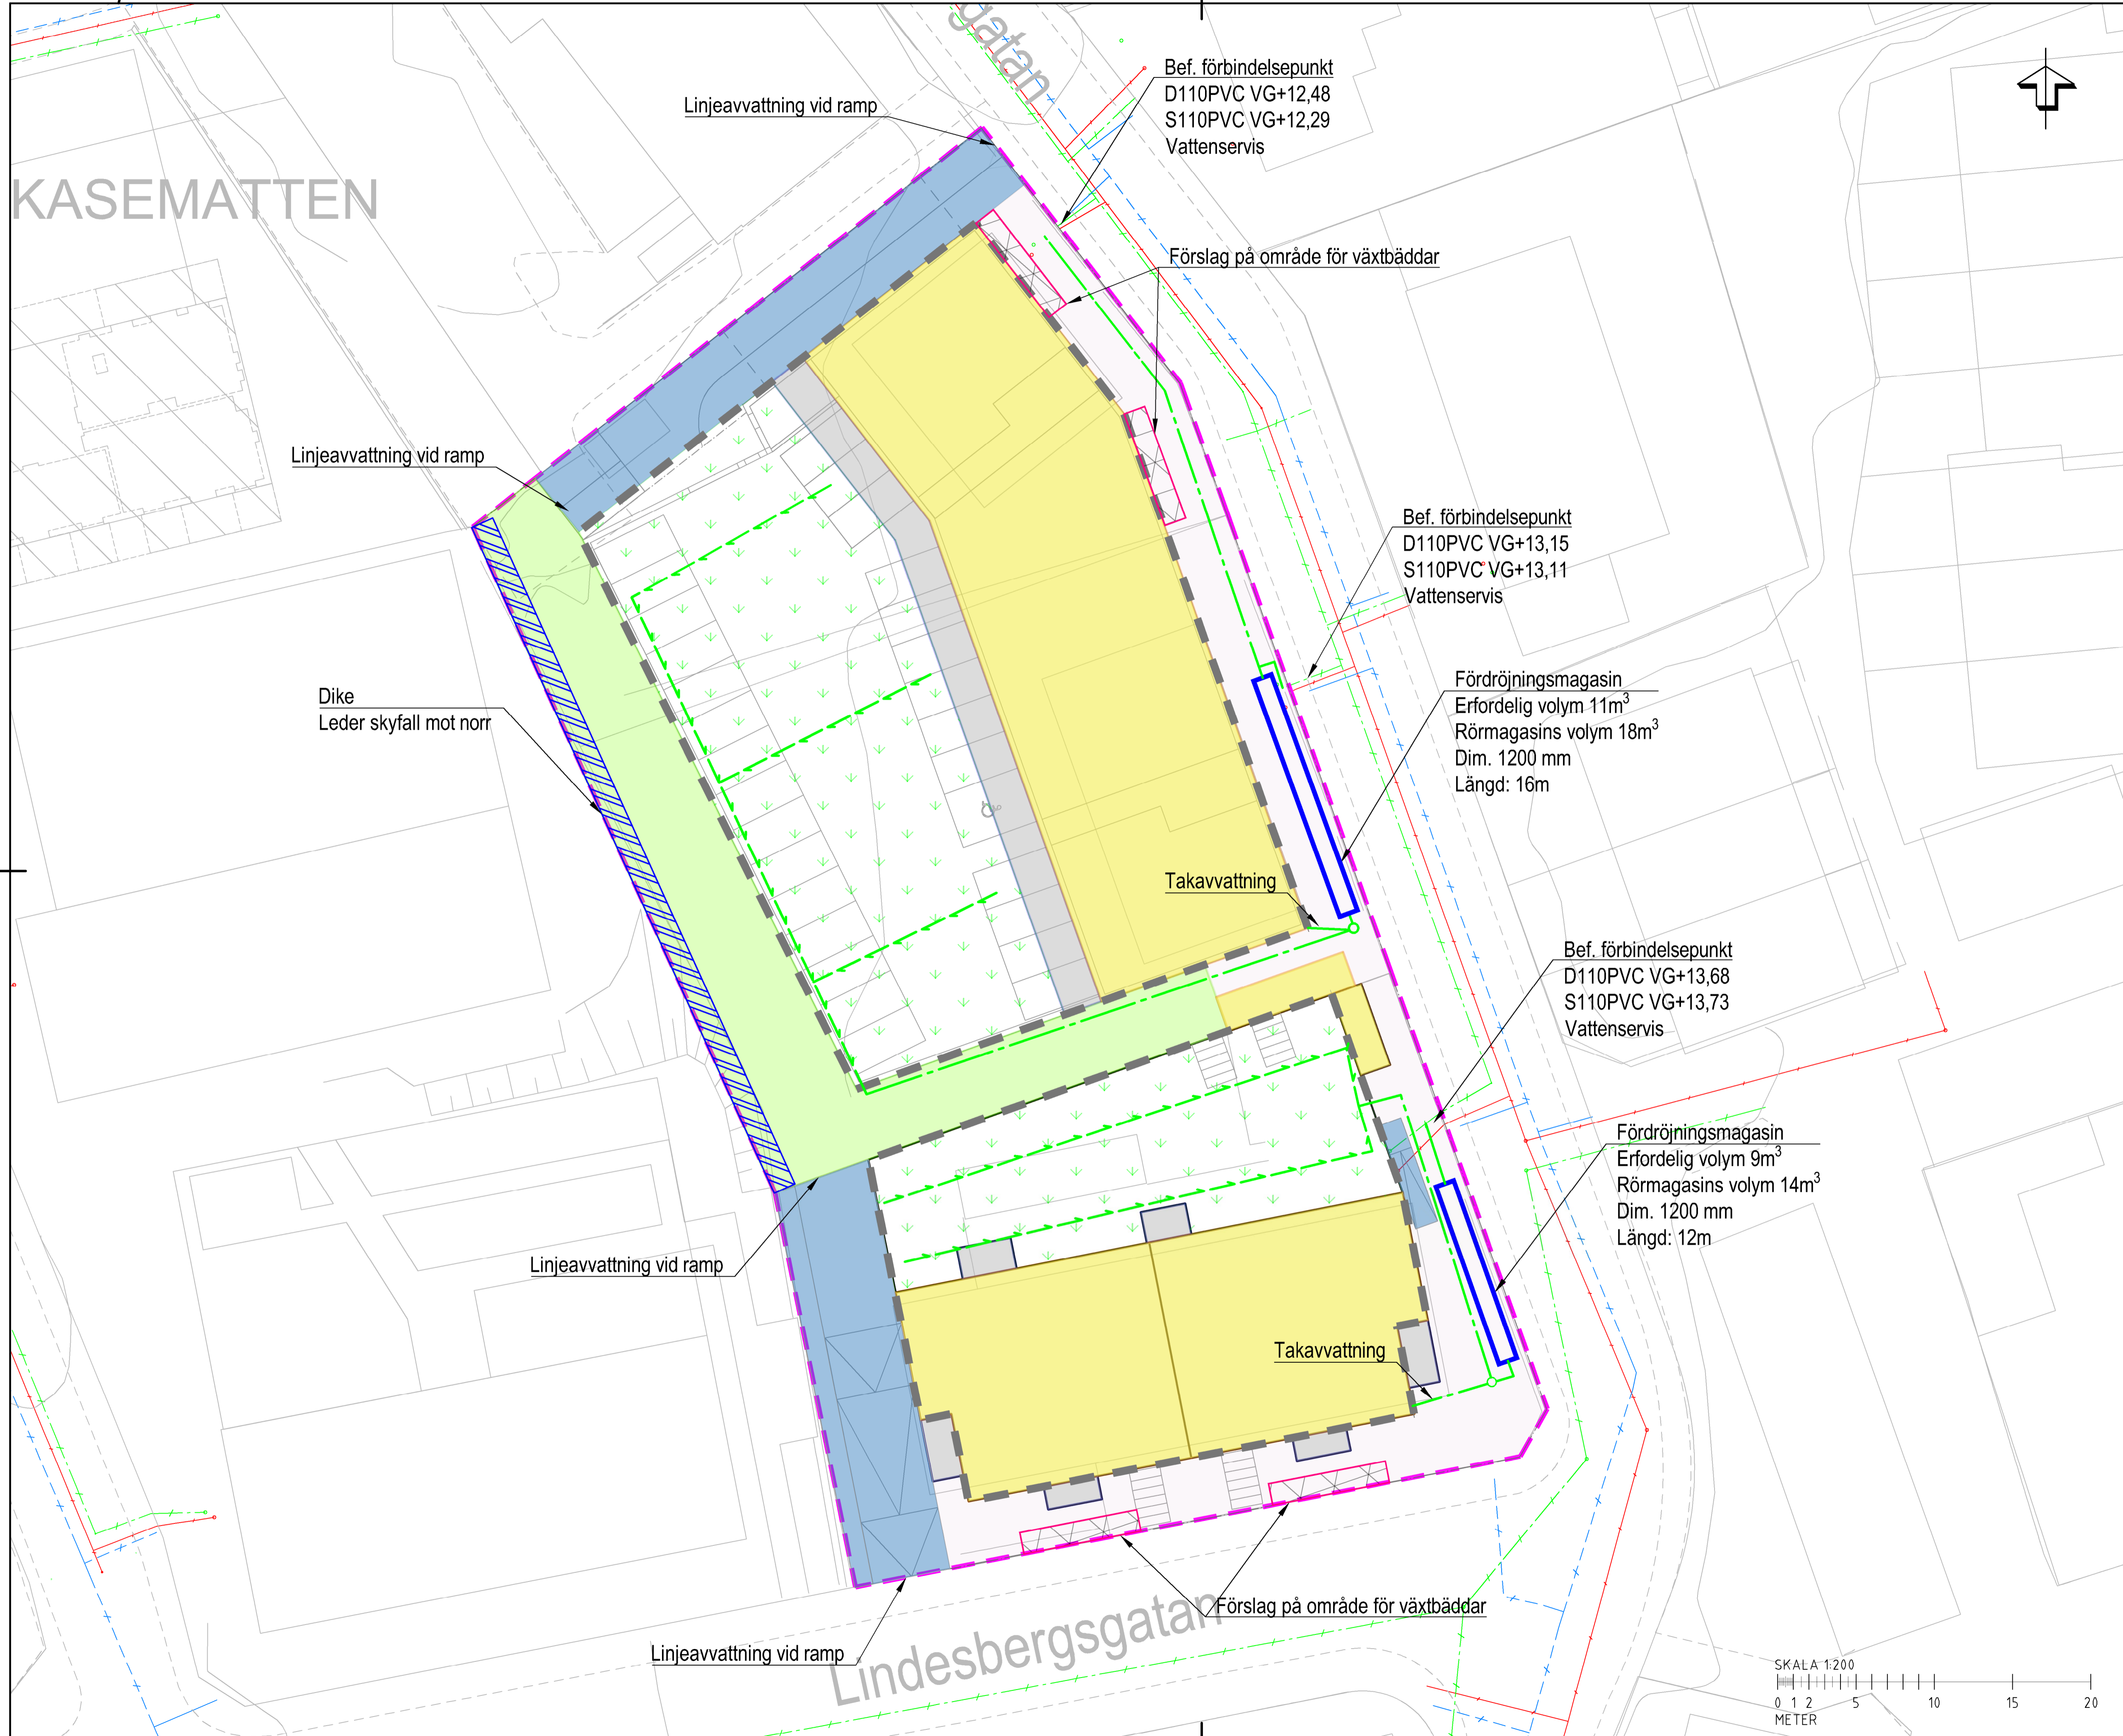 gatan
Bef. förbindelsepunkt
D110PVC VG+12,48
S110PVC VG+12,29
Vattenservis
Linjeavvattning vid ramp
KASEMATTEN
Förslag på område för växtbäddar
Linjeavvattning vid ramp
Bef. förbindelsepunkt
D110PVC VG+13,15
S110PVC VG+13,11
Vattenservis
Dike
Leder skyfall mot norr
Fördröjningsmagasin
Erfordelig volym 11m³
Rörmagasins volym 18m³
Dim. 1200 mm
Längd: 16m
Takavvattning
Bef. förbindelsepunkt
D110PVC VG+13,68
S110PVC VG+13,73
Vattenservis
Fördröjningsmagasin
Erfordelig volym 9m³
Rörmagasins volym 14m³
Dim. 1200 mm
Längd: 12m
Linjeavvattning vid ramp
Takavvattning
Förslag på område för växtbäddar
Lindesbergsgatan
Linjeavvattning vid ramp
SKALA 1:200
0 1 2 5 10 15 20
METER